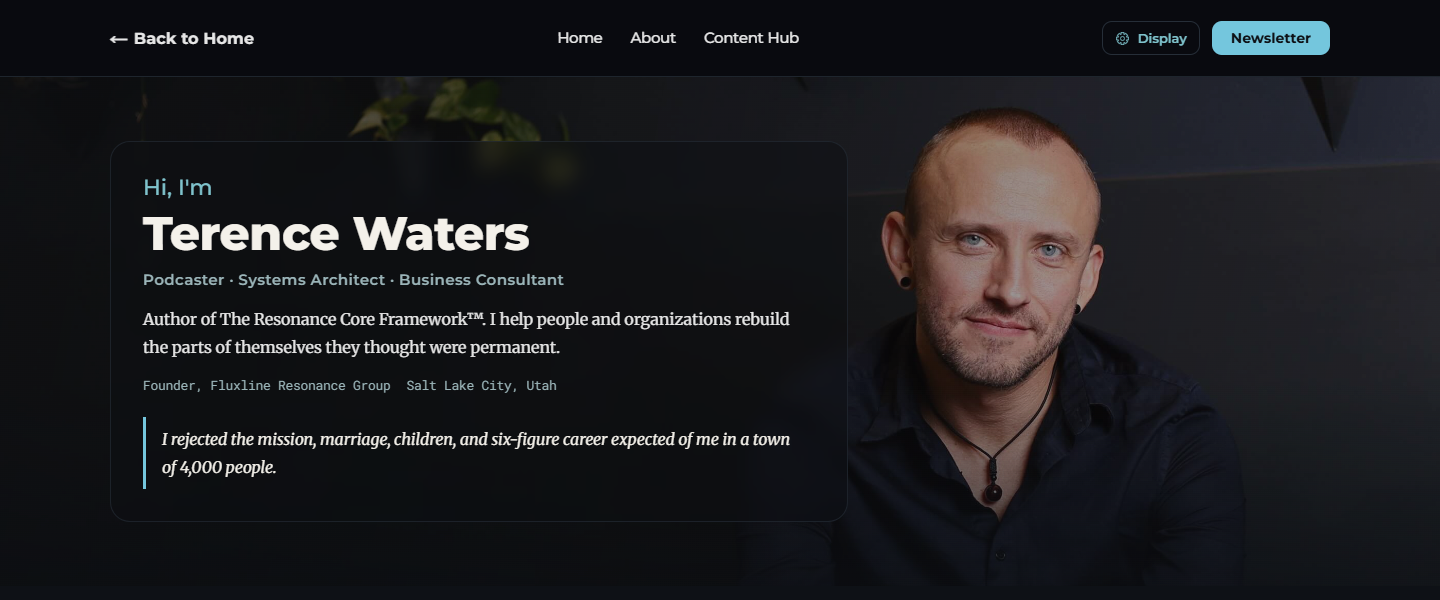 ← Back to Home
Home
About
Content Hub
Display
Newsletter
Hi, I'm
Terence Waters
Podcaster · Systems Architect · Business Consultant
Author of The Resonance Core Framework™. I help people and organizations rebuild
the parts of themselves they thought were permanent.
Founder, Fluxline Resonance Group  Salt Lake City, Utah
I rejected the mission, marriage, children, and six-figure career expected of me in a town
of 4,000 people.